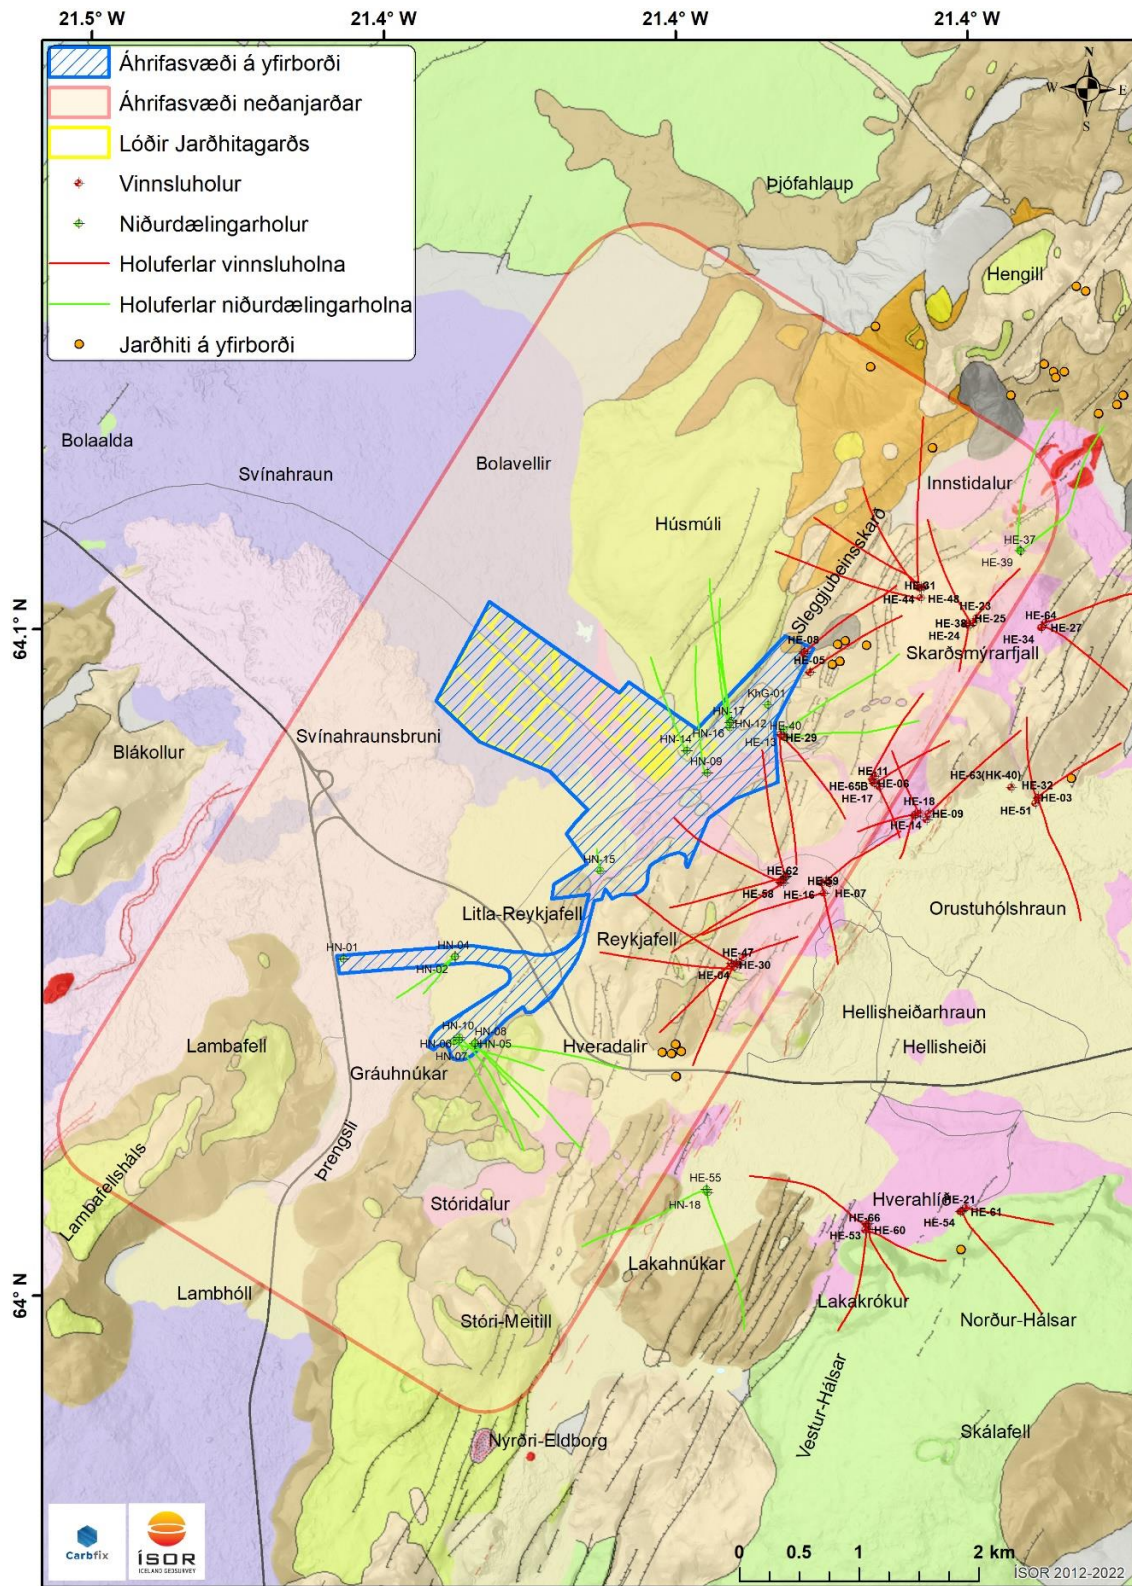 21.5° W
21.4° W
21.4° W
21.4° W
Áhrifasvæði á yfirborði
Áhrifasvæði neðanjarðar
Lóðir Jarðhitagarðs
Vinnsluholur
Niðurdælingarholur
Holuferlar vinnsluholna
Holuferlar niðurdælingarholna
Jarðhiti á yfirborði
N
W
E
S
Þjófahlaup
Hengill
Bolaalda
Svínahraun
Bolavellir
Innstidalur
Húsmúli
Sleggjubeinsskarð
HE-37
HE-39
HE-31
HE-44
HE-48
HE-23
HE-25
HE-38
HE-24
HE-64
HE-27
HE-34
64.1° N
HE-08
HE-05
Skarðsmýrarfjall
KhG-01
HN-17
HN-12
HN-16
HN-14
HE-40
HE-29
HE-13
Svínahraunsbruni
Blákollur
HN-09
HE-11
HE-06
HE-65B
HE-17
HE-63(HK-40)
HE-32
HE-03
HE-51
HE-18
HE-09
HE-14
HN-15
HE-62
HE-58
HE-16
HE-59
HE-07
Litla-Reykjafell
Orustuhólshraun
Reykjafell
HN-01
HN-04
HN-02
HE-47
HE-30
HE-04
Hellisheiðarhraun
HN-10
HN-08
HN-06
HN-05
HN-07
Lambafell
Hveradalir
Hellisheiði
Gráuhnúkar
Þrengsli
Lambafellsháls
Stóridalur
HE-55
HN-18
Hverahlíð
HE-21
HE-61
HE-54
HE-66
HE-60
HE-53
Lakahnúkar
Lambhóll
64° N
Lakakrókur
Stóri-Meitill
Norður-Hálsar
Vestur-Hálsar
Nyrðri-Eldborg
Skálafell
Carbfix
ÍSOR
ICELAND GEOSURVEY
0 0.5 1 2 km
ÍSOR 2012-2022